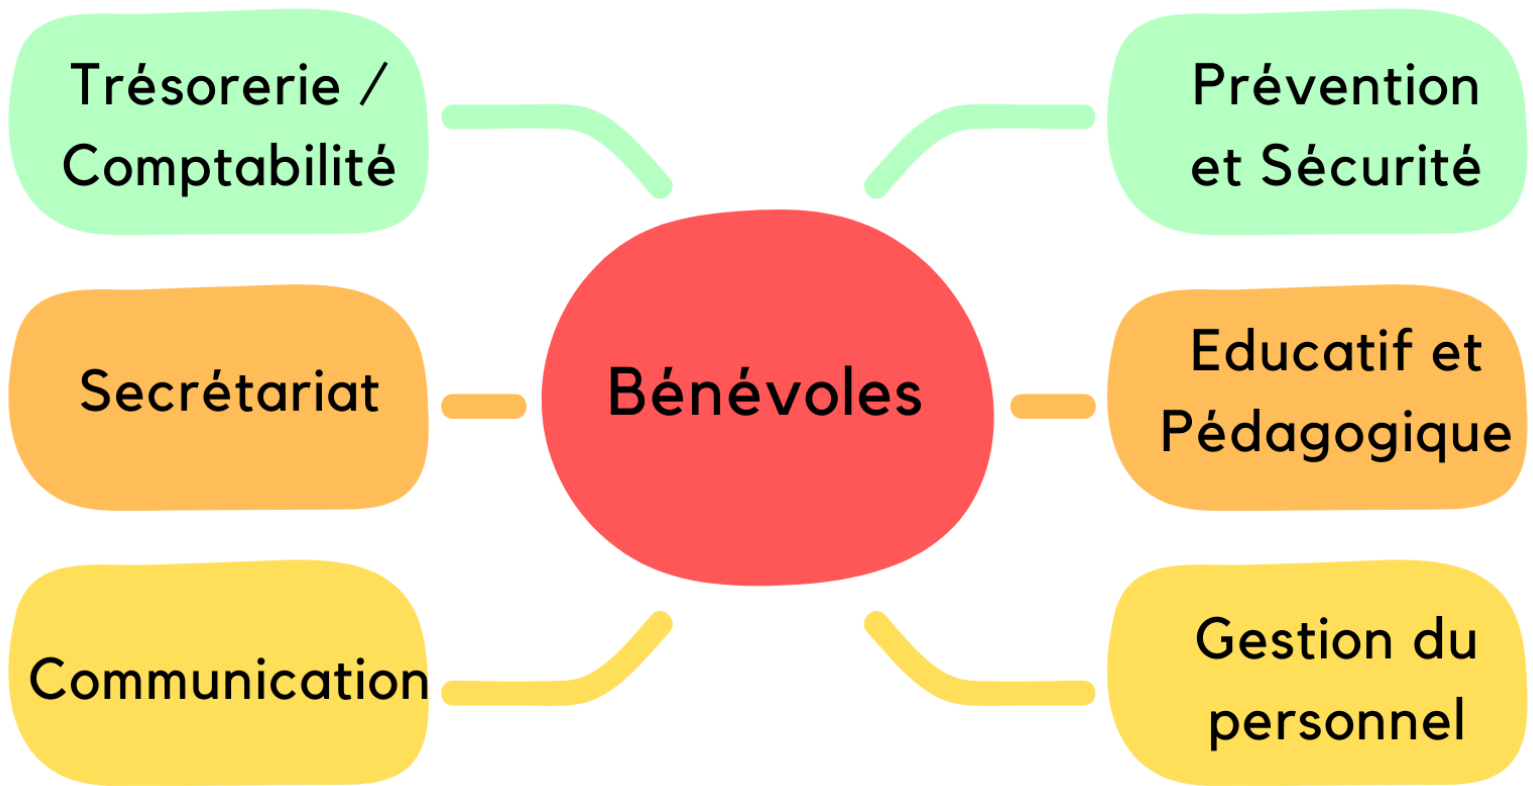 Trésorerie /
Comptabilité
Secrétariat
Communication
Bénévoles
Prévention
et Sécurité
Educatif et
Pédagogique
Gestion du
personnel